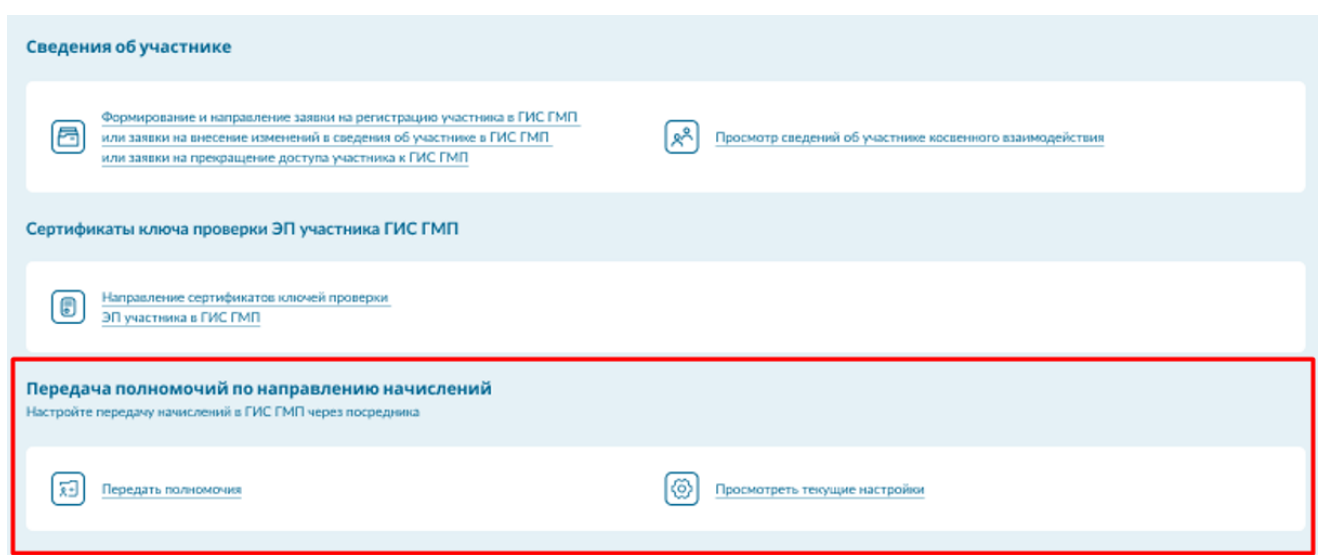 Сведения об участнике
Формирование и направление заявки на регистрацию участника в ГИС ГМП
или заявки на внесение изменений в сведения об участнике в ГИС ГМП
или заявки на прекращение доступа участника к ГИС ГМП
Просмотр сведений об участнике косвенного взаимодействия
Сертификаты ключа проверки ЭП участника ГИС ГМП
Направление сертификатов ключей проверки
ЭП участника в ГИС ГМП
Передача полномочий по направлению начислений
Настройте передачу начислений в ГИС ГМП через посредника
Передать полномочия
Просмотреть текущие настройки